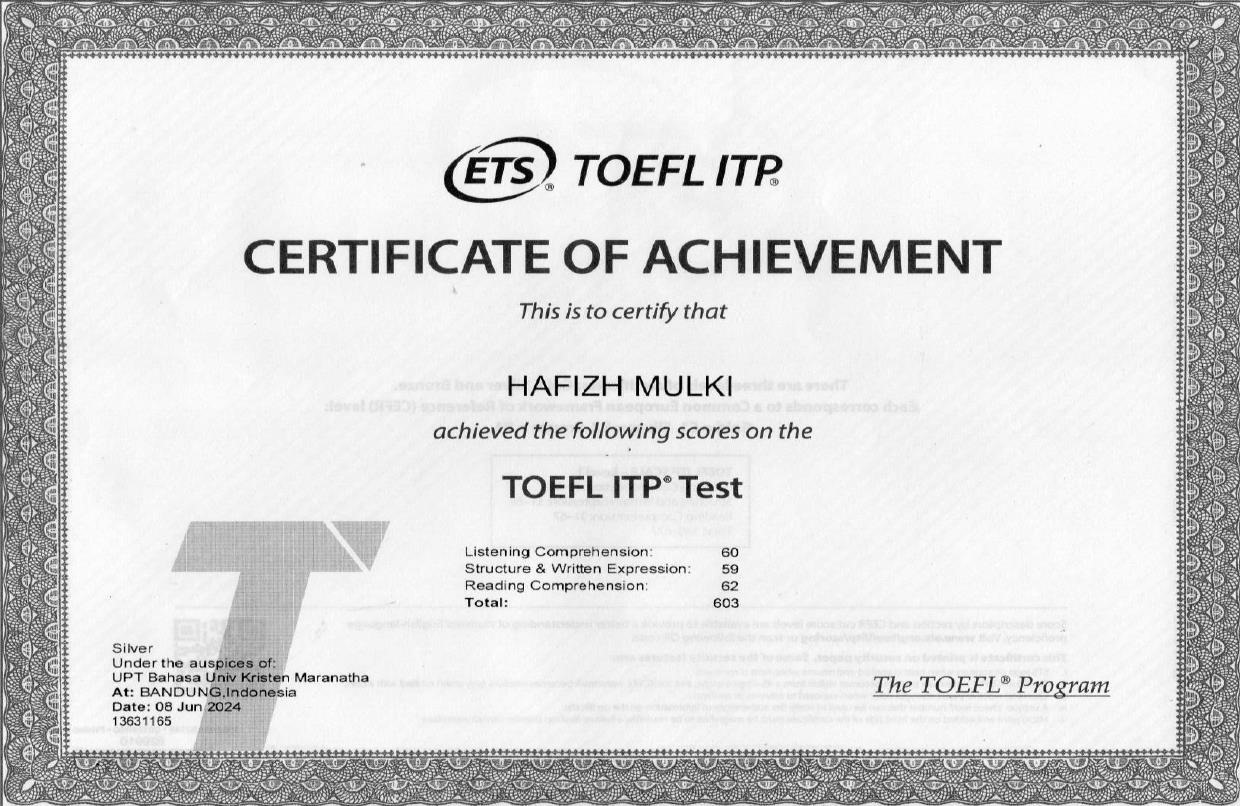 ETS® TOEFL ITP®
CERTIFICATE OF ACHIEVEMENT
This is to certify that
HAFIZH MULKI
achieved the following scores on the
TOEFL ITP® Test
Listening Comprehension: 60
Structure & Written Expression: 59
Reading Comprehension: 62
Total: 603
Silver
Under the auspices of:
UPT Bahasa Univ Kristen Maranatha
At: BANDUNG,Indonesia
Date: 08 Jun 2024
13631165
The TOEFL® Program